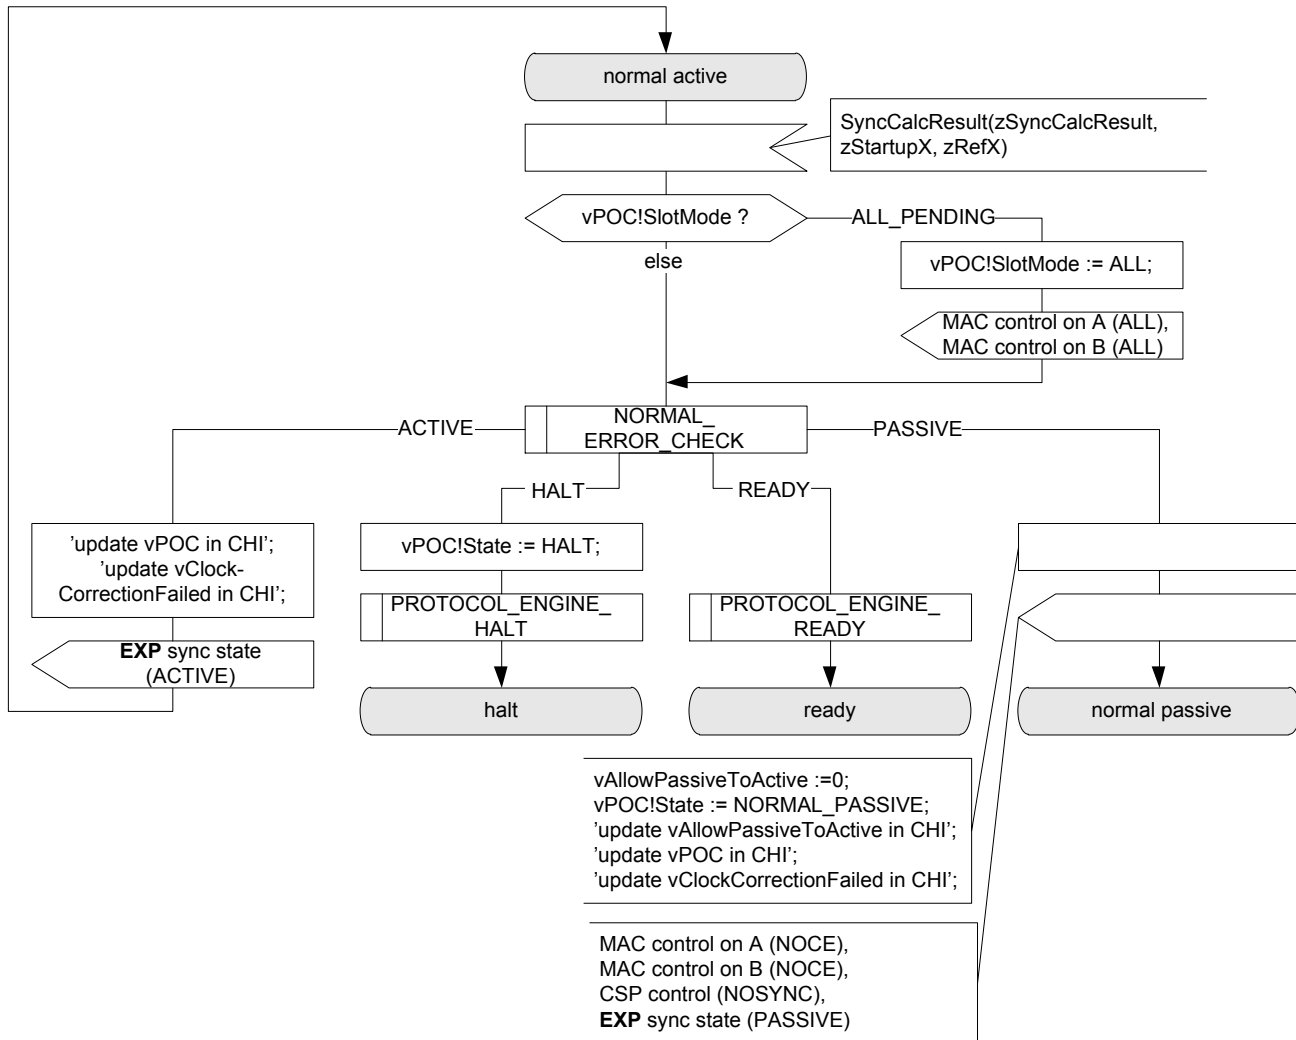 normal active
SyncCalcResult(zSyncCalcResult,
zStartupX, zRefX)
vPOC!SlotMode ?
ALL_PENDING
else
vPOC!SlotMode := ALL;
MAC control on A (ALL),
MAC control on B (ALL)
NORMAL_
ERROR_CHECK
ACTIVE
PASSIVE
HALT
READY
’update vPOC in CHI’;
’update vClock-
CorrectionFailed in CHI’;
vPOC!State := HALT;
PROTOCOL_ENGINE_
HALT
PROTOCOL_ENGINE_
READY
EXP sync state
(ACTIVE)
halt
ready
normal passive
vAllowPassiveToActive :=0;
vPOC!State := NORMAL_PASSIVE;
’update vAllowPassiveToActive in CHI’;
’update vPOC in CHI’;
’update vClockCorrectionFailed in CHI’;
MAC control on A (NOCE),
MAC control on B (NOCE),
CSP control (NOSYNC),
EXP sync state (PASSIVE)